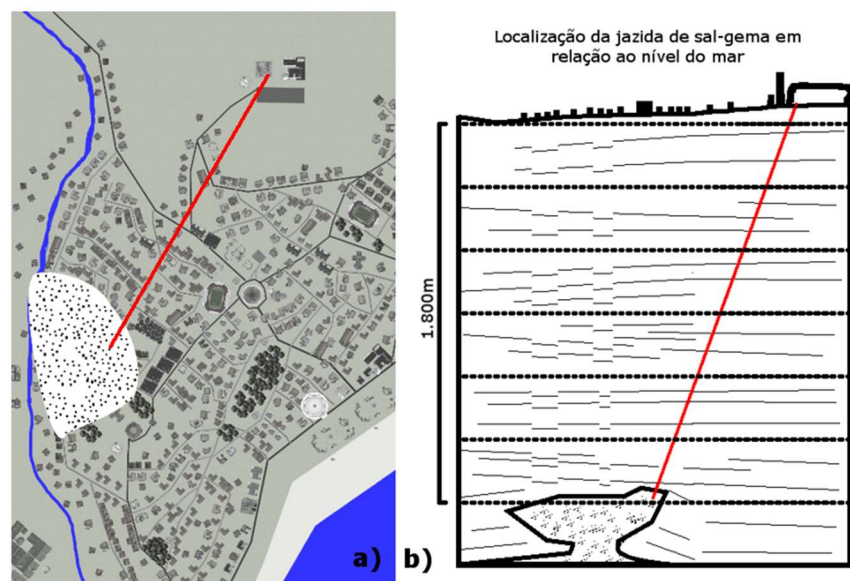 Localização da jazida de sal-gema em
relação ao nível do mar
1.800m
a)
b)